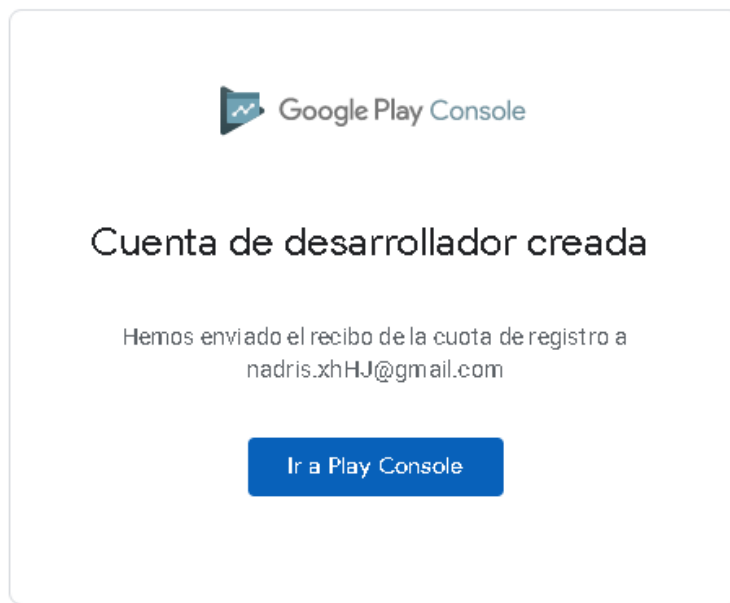 Google Play Console
Cuenta de desarrollador creada
Hemos enviado el recibo de la cuota de registro a
nadris.xhHJ@gmail.com
Ir a Play Console